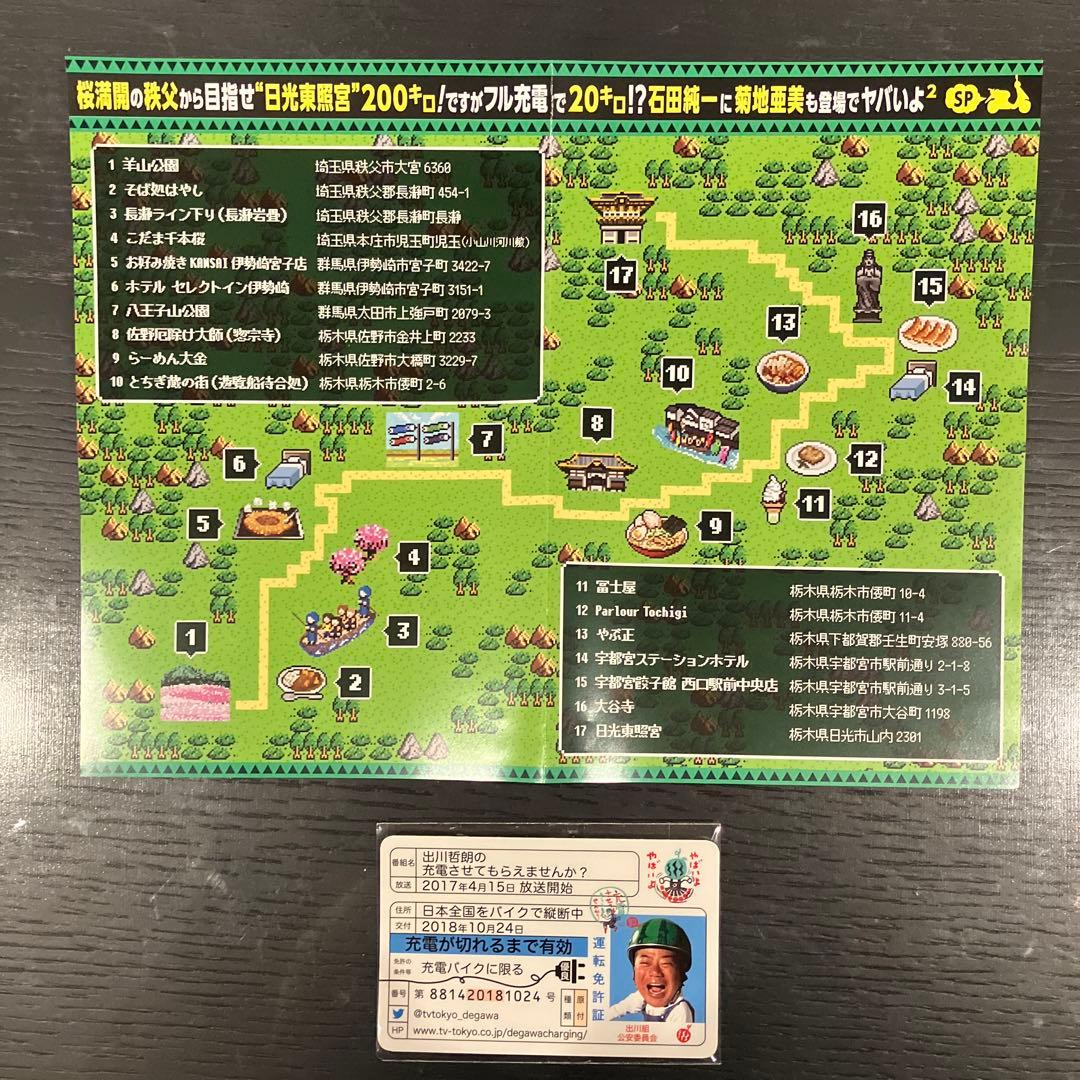 桜満開の秩父から目指せ"日光東照宮"200キロ!ですがフル充電で20キロ!?石田純一に菊地亜美も登場でヤバいよ² SP
1 羊山公園 埼玉県秩父市大宮 6360
2 そば処はやし 埼玉県秩父郡長瀞町 454-1
3 長瀞ライン下り(長瀞岩畳) 埼玉県秩父郡長瀞町長瀞
4 こだま千本桜 埼玉県本庄市児玉町児玉(小山川河川緑)
5 お好み焼き KANSAI 伊勢崎宮子店 群馬県伊勢崎市宮子町 3422-7
6 ホテル セレクトイン伊勢崎 群馬県伊勢崎市宮子町 3151-1
7 八王子山公園 群馬県太田市上強戸町 2079-3
8 佐野厄除け大師(惣宗寺) 栃木県佐野市金井上町 2233
9 らーめん大金 栃木県佐野市大橋町 3229-7
10 とちぎ蔵の街(遊覧船待合処) 栃木県栃木市倭町 2-6
16
17
15
13
10
14
8
7
6
12
11
5
9
4
3
1
2
11 冨士屋 栃木県栃木市倭町 10-4
12 Parlour Tochigi 栃木県栃木市倭町 11-4
13 やぶ正 栃木県下都賀郡壬生町安塚 880-56
14 宇都宮ステーションホテル 栃木県宇都宮市駅前通り 2-1-8
15 宇都宮餃子館 西口駅前中央店 栃木県宇都宮市駅前通り 3-1-5
16 大谷寺 栃木県宇都宮市大谷町 1198
17 日光東照宮 栃木県日光市山内 2301
番組名 出川哲朗の
充電させてもらえませんか?
放送 2017年4月15日 放送開始
やばいよ やばいよ
住所 日本全国をバイクで縦断中
交付 2018年10月24日
充電が切れるまで有効
免許の条件等 充電バイクに限る 優良
番号 第 881420181024 号
種類 原付
運転免許証
@tvtokyo_degawa
HP www.tv-tokyo.co.jp/degawacharging/
出川組
公安委員会